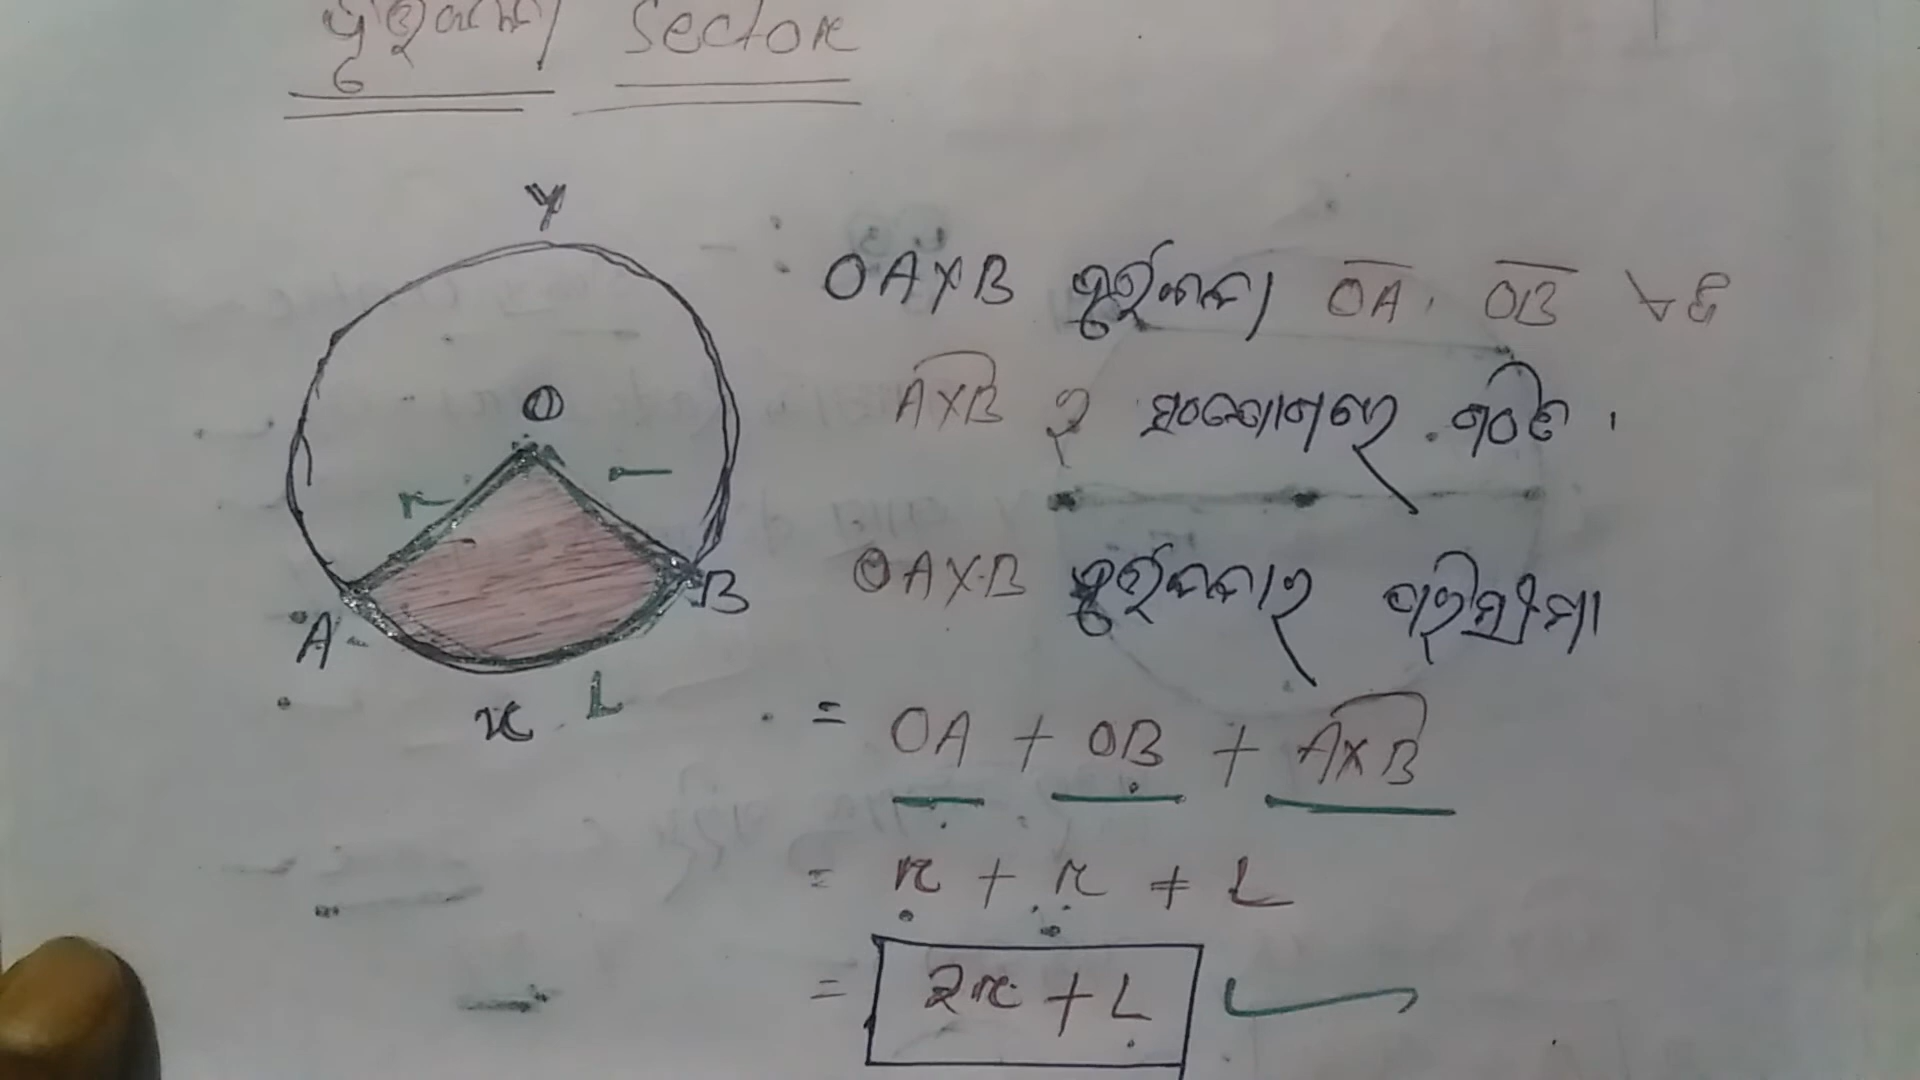 ବୃତ୍ତକଳା Sector
Y
O
r
A
B
x L
OAXB ବୃତ୍ତକଳା OA, OB ଏବଂ
AXB ର ସଂଯୋଗରେ ଗଠିତ ।
OAXB ବୃତ୍ତକଳାର ପରିସୀମା
= OA + OB + AXB
= r + r + L
= 2r + L